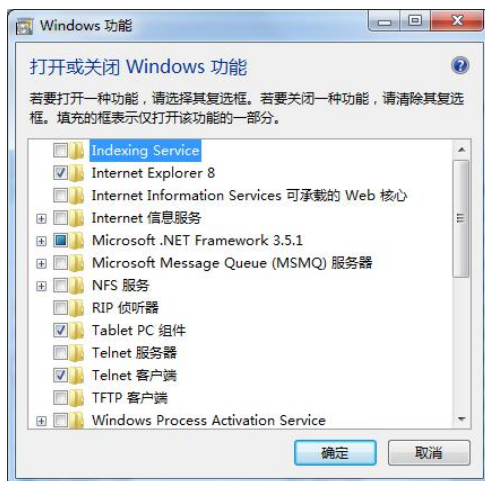 Windows 功能
打开或关闭 Windows 功能
若要打开一种功能，请选择其复选框。若要关闭一种功能，请清除其复选
框。填充的框表示仅打开该功能的一部分。
Indexing Service
Internet Explorer 8
Internet Information Services 可承载的 Web 核心
Internet 信息服务
Microsoft .NET Framework 3.5.1
Microsoft Message Queue (MSMQ) 服务器
NFS 服务
RIP 侦听器
Tablet PC 组件
Telnet 服务器
Telnet 客户端
TFTP 客户端
Windows Process Activation Service
确定 取消